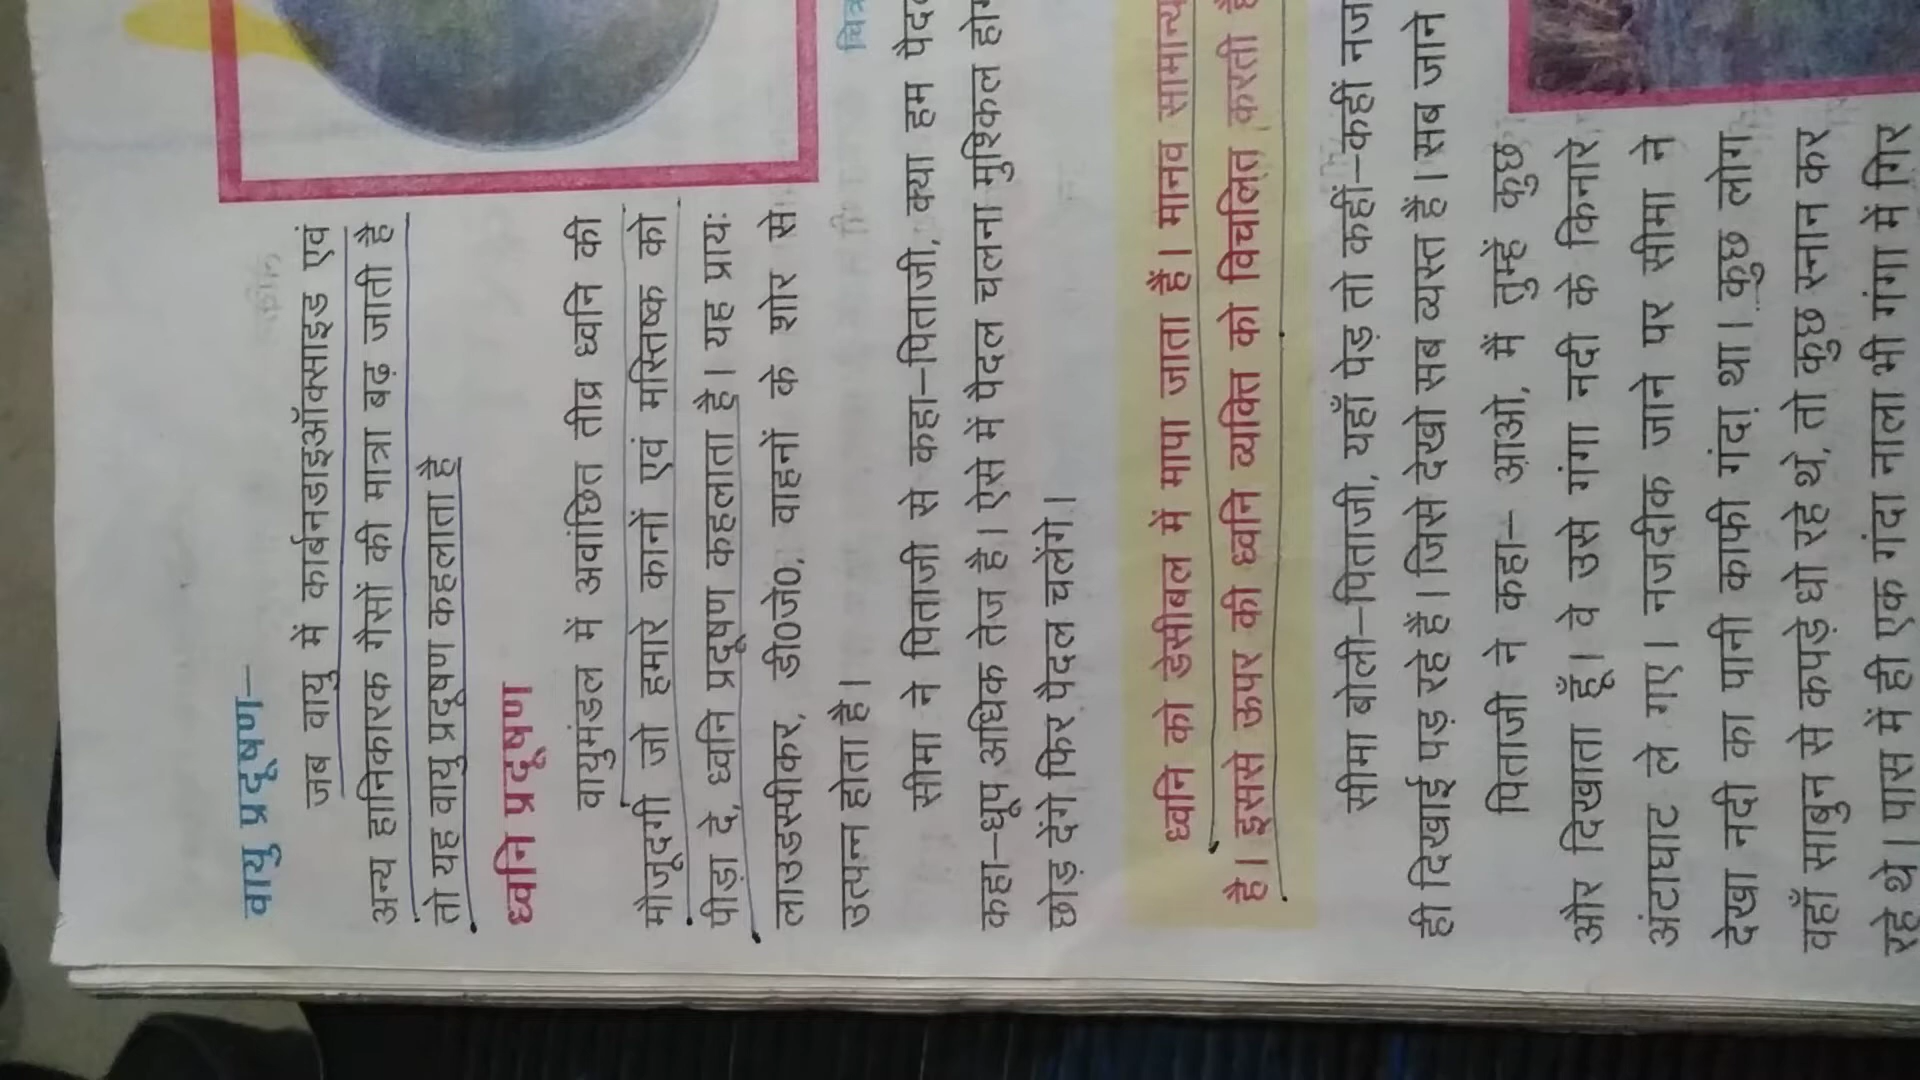 वायु प्रदूषण–
जब वायु में कार्बनडाइऑक्साइड एवं
अन्य हानिकारक गैसों की मात्रा बढ़ जाती है
तो यह वायु प्रदूषण कहलाता है
ध्वनि प्रदूषण
वायुमंडल में अवांछित तीव्र ध्वनि की
मौजूदगी जो हमारे कानों एवं मस्तिष्क को
पीड़ा दे, ध्वनि प्रदूषण कहलाता है। यह प्रायः
लाउडस्पीकर, डी0जे0, वाहनों के शोर से
उत्पन्न होता है।
सीमा ने पिताजी से कहा–पिताजी, क्या हम
कहा–धूप अधिक तेज है। ऐसे में पैदल चलना मुश्किल
छोड़ देंगे फिर पैदल चलेंगे।
ध्वनि को डेसीबल में मापा जाता हैं। मानव
है। इससे ऊपर की ध्वनि व्यक्ति को विचलित करती
सीमा बोली–पिताजी, यहाँ पेड़ तो कहीं–कहीं
ही दिखाई पड़ रहे हैं। जिसे देखो सब व्यस्त हैं। सब जाने
पिताजी ने कहा– आओ, मैं तुम्हें कुछ
और दिखाता हूँ। वे उसे गंगा नदी के किनारे
अंटाघाट ले गए। नजदीक जाने पर सीमा ने
देखा नदी का पानी काफी गंदा था। कुछ लोग
वहाँ साबुन से कपड़े धो रहे थे, तो कुछ स्नान कर
रहे थे। पास में ही एक गंदा नाला भी गंगा में गिर